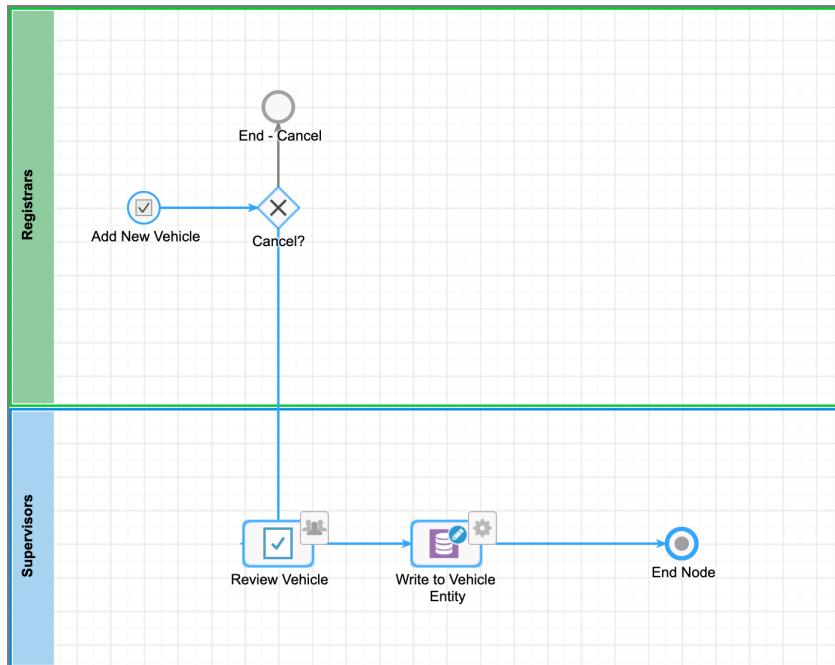 Registrars
End - Cancel
Add New Vehicle
Cancel?
Supervisors
Review Vehicle
Write to Vehicle
Entity
End Node